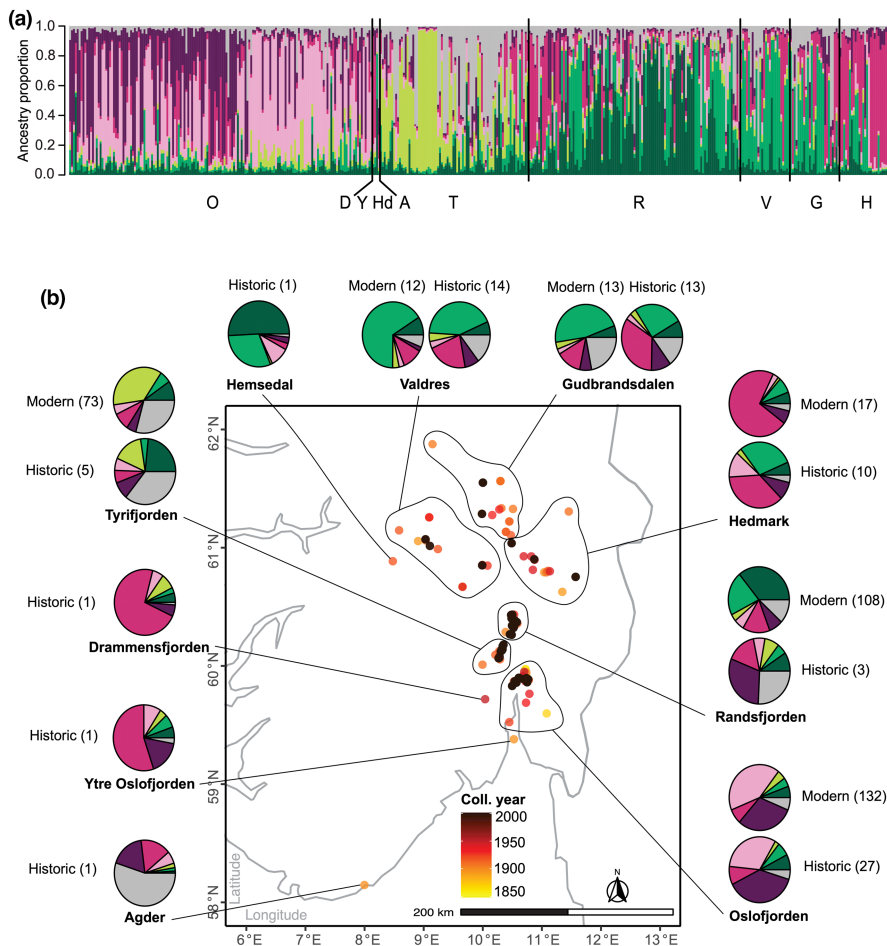 (a)
1.0
0.8
0.6
0.4
0.2
0.0
Ancestry proportion
O D Y Hd A T R V G H
(b)
Historic (1)
Hemsedal
Modern (12) Historic (14)
Valdres
Modern (13) Historic (13)
Gudbrandsdalen
Modern (73)
Historic (5)
Tyrifjorden
Historic (1)
Drammensfjorden
Historic (1)
Ytre Oslofjorden
Historic (1)
Agder
Modern (17)
Historic (10)
Hedmark
Modern (108)
Historic (3)
Randsfjorden
Modern (132)
Historic (27)
Oslofjorden
62°N
61°N
60°N
59°N
58°N
Latitude
Longitude
Coll. year
2000
1950
1900
1850
N
200 km
6°E 7°E 8°E 9°E 10°E 11°E 12°E 13°E